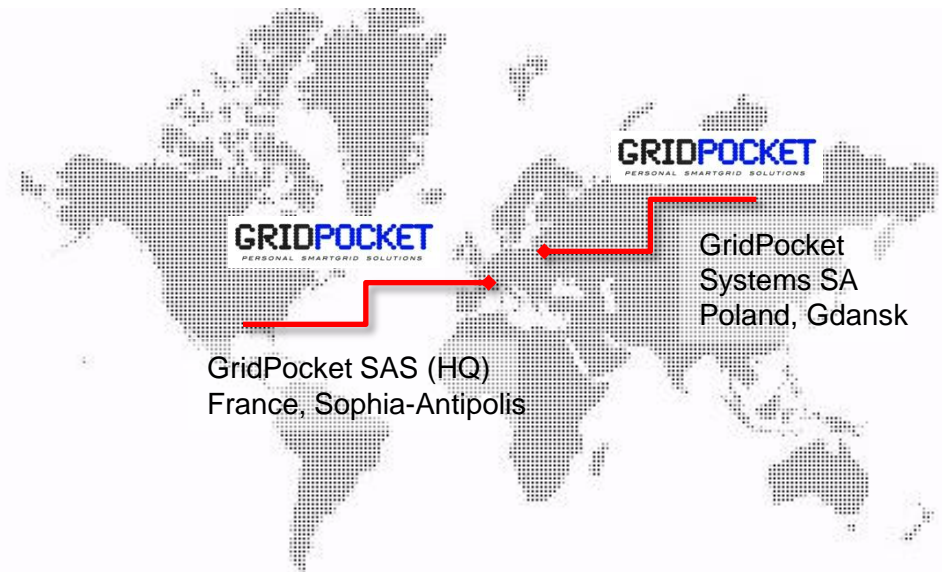 GRIDPOCKET
PERSONAL SMARTGRID SOLUTIONS
GridPocket
Systems SA
Poland, Gdansk
GRIDPOCKET
PERSONAL SMARTGRID SOLUTIONS
GridPocket SAS (HQ)
France, Sophia-Antipolis